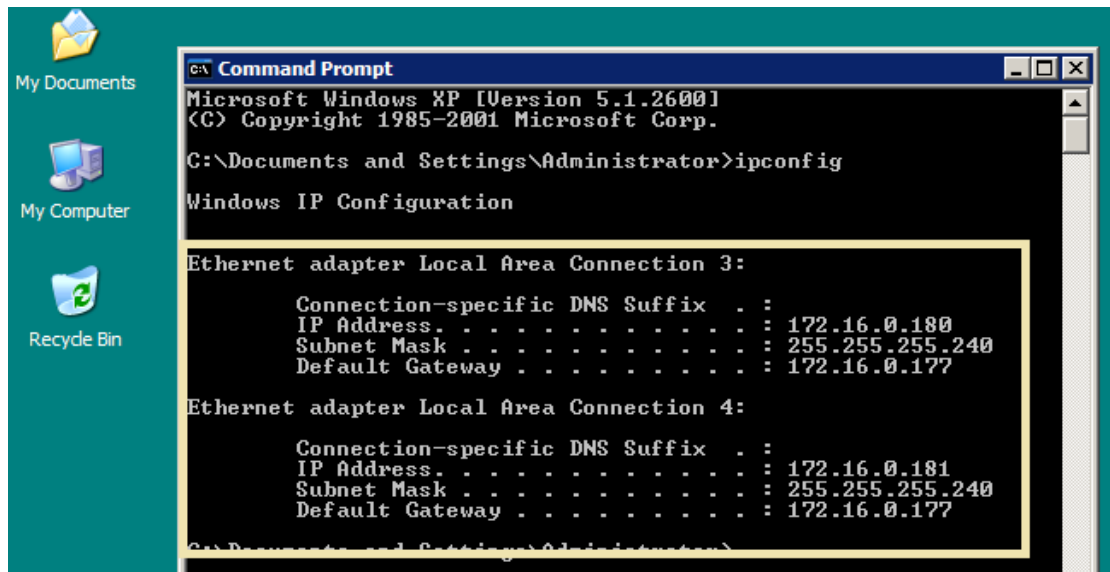 My Documents
My Computer
Recycle Bin
Command Prompt
Microsoft Windows XP [Version 5.1.2600]
(C) Copyright 1985-2001 Microsoft Corp.
C:\Documents and Settings\Administrator>ipconfig
Windows IP Configuration
Ethernet adapter Local Area Connection 3:
Connection-specific DNS Suffix . :
IP Address. . . . . . . . . . . . : 172.16.0.180
Subnet Mask . . . . . . . . . . . : 255.255.255.240
Default Gateway . . . . . . . . . : 172.16.0.177
Ethernet adapter Local Area Connection 4:
Connection-specific DNS Suffix . :
IP Address. . . . . . . . . . . . : 172.16.0.181
Subnet Mask . . . . . . . . . . . : 255.255.255.240
Default Gateway . . . . . . . . . : 172.16.0.177
C:\Documents and Settings\Administrator>